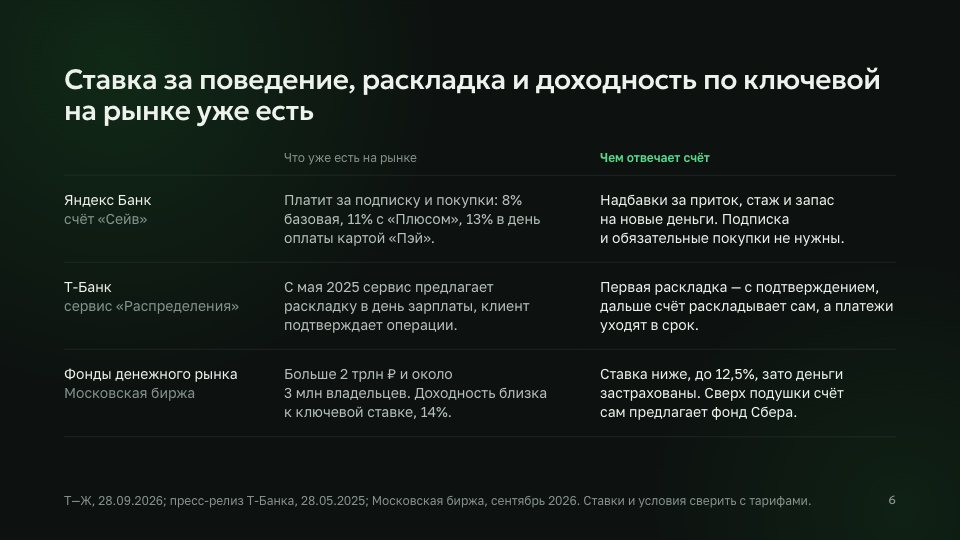 Ставка за поведение, раскладка и доходность по ключевой
на рынке уже есть
Что уже есть на рынке
Чем отвечает счёт
Яндекс Банк
счёт «Сейв»
Платит за подписку и покупки: 8%
базовая, 11% с «Плюсом», 13% в день
оплаты картой «Пэй».
Надбавки за приток, стаж и запас
на новые деньги. Подписка
и обязательные покупки не нужны.
Т-Банк
сервис «Распределения»
С мая 2025 сервис предлагает
раскладку в день зарплаты, клиент
подтверждает операции.
Первая раскладка — с подтверждением,
дальше счёт раскладывает сам, а платежи
уходят в срок.
Фонды денежного рынка
Московская биржа
Больше 2 трлн ₽ и около
3 млн владельцев. Доходность близка
к ключевой ставке, 14%.
Ставка ниже, до 12,5%, зато деньги
застрахованы. Сверх подушки счёт
сам предлагает фонд Сбера.
Т—Ж, 28.09.2026; пресс-релиз Т-Банка, 28.05.2025; Московская биржа, сентябрь 2026. Ставки и условия сверить с тарифами.
6